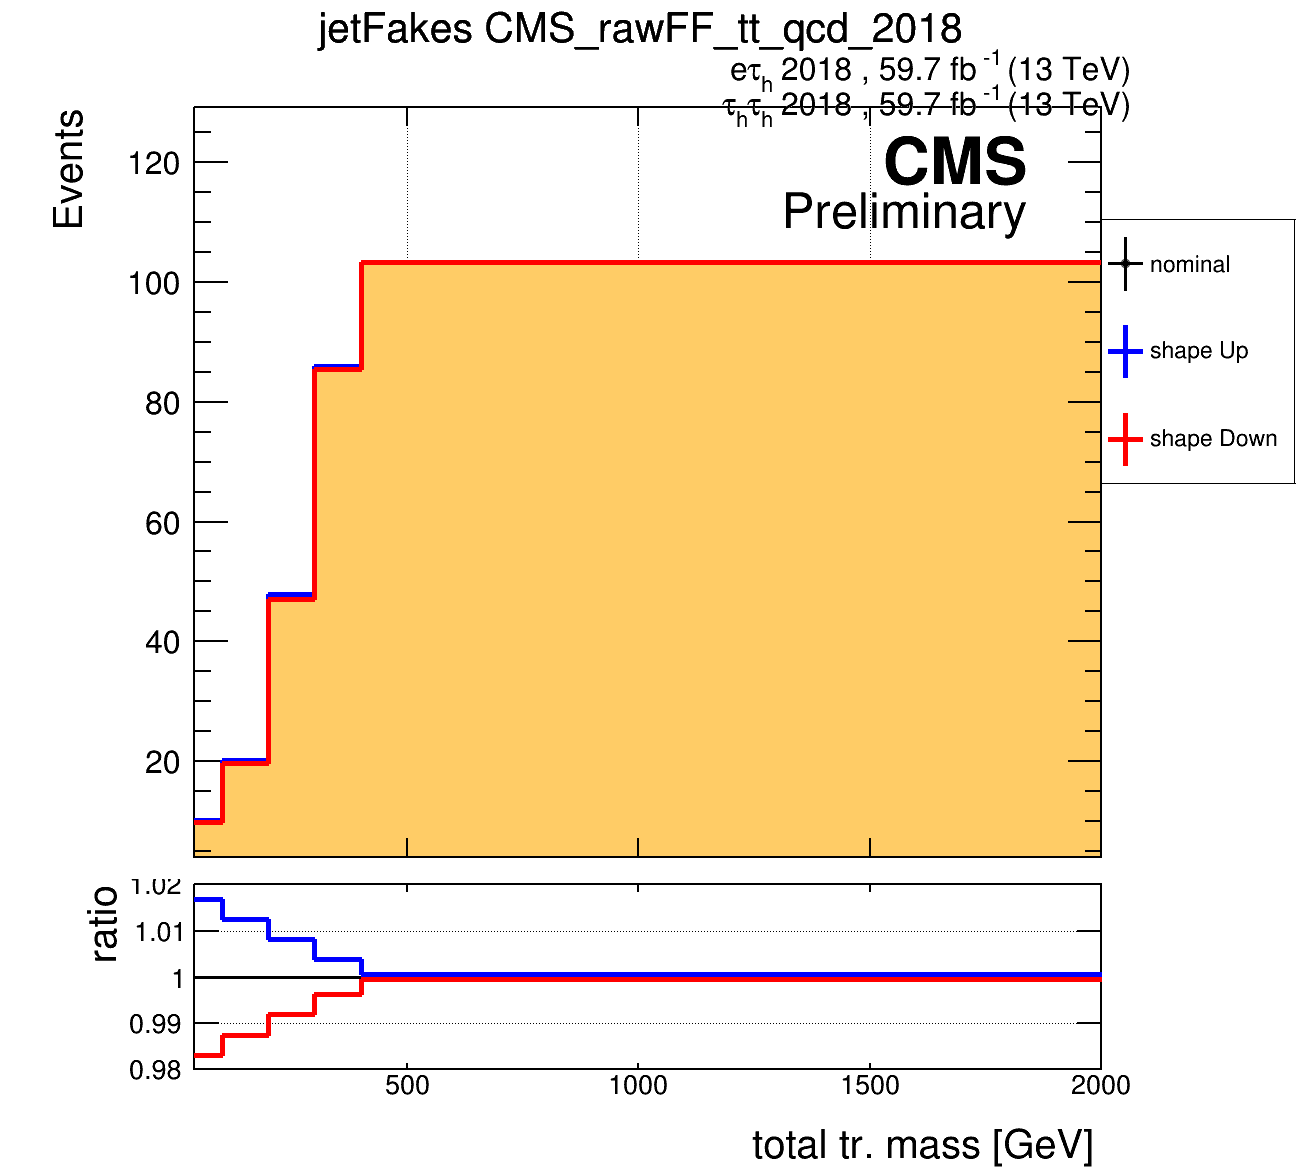 jetFakes CMS_rawFF_tt_qcd_2018
eτh 2018 , 59.7 fb-1 (13 TeV)
τhτh 2018 , 59.7 fb-1 (13 TeV)
Events
120
100
80
60
40
20
CMS
Preliminary
nominal
shape Up
shape Down
ratio
1.02
1.01
1
0.99
0.98
500
1000
1500
2000
total tr. mass [GeV]